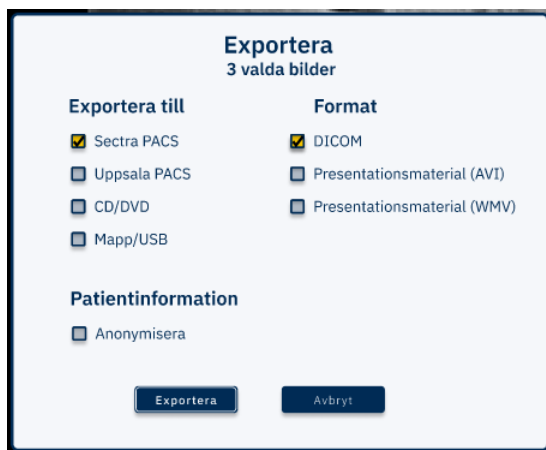 Exportera
3 valda bilder
Exportera till
Sectra PACS
Uppsala PACS
CD/DVD
Mapp/USB
Format
DICOM
Presentationsmaterial (AVI)
Presentationsmaterial (WMV)
Patientinformation
Anonymisera
Exportera
Avbryt